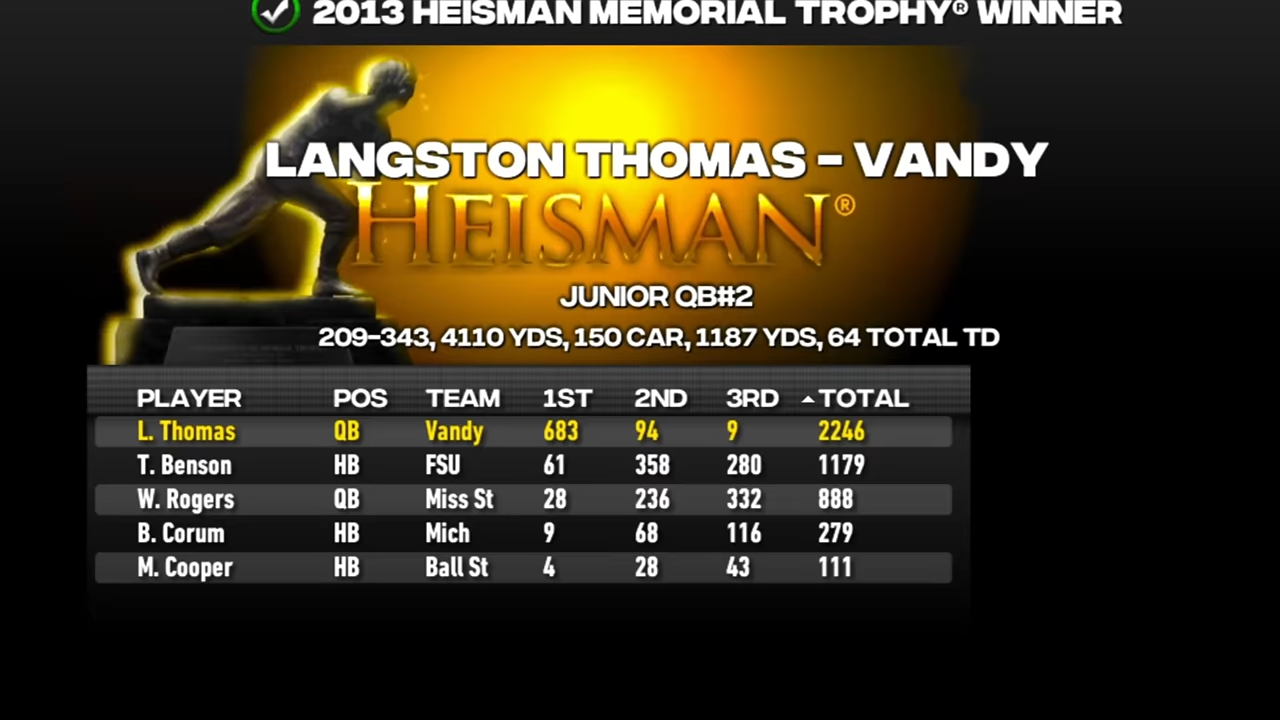 2013 HEISMAN MEMORIAL TROPHY® WINNER
LANGSTON THOMAS - VANDY
HEISMAN®
JUNIOR QB#2
209-343, 4110 YDS, 150 CAR, 1187 YDS, 64 TOTAL TD
PLAYER POS TEAM 1ST 2ND 3RD TOTAL
L. Thomas QB Vandy 683 94 9 2246
T. Benson HB FSU 61 358 280 1179
W. Rogers QB Miss St 28 236 332 888
B. Corum HB Mich 9 68 116 279
M. Cooper HB Ball St 4 28 43 111